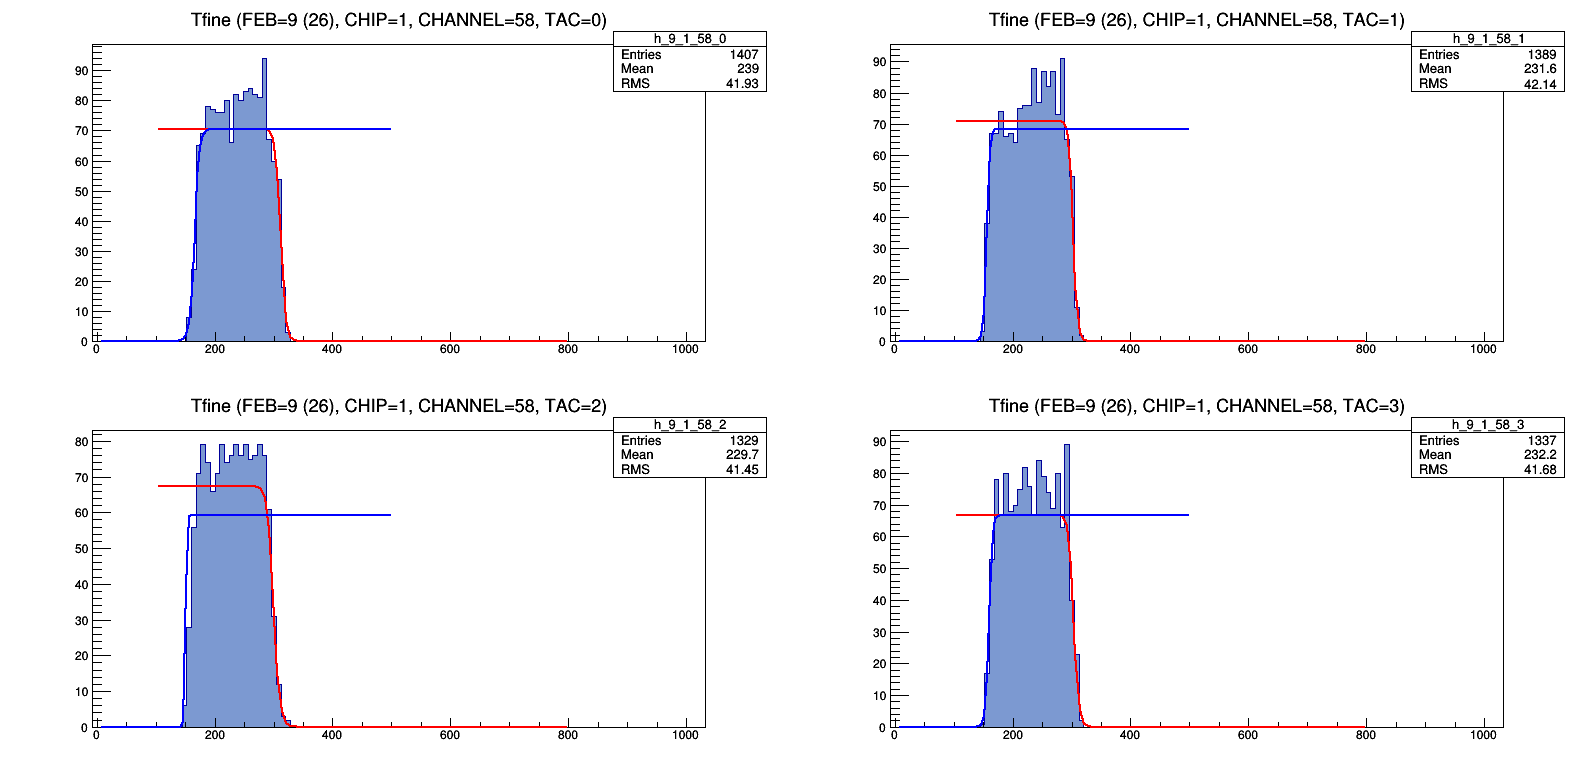 Tfine (FEB=9 (26), CHIP=1, CHANNEL=58, TAC=0)
h_9_1_58_0
Entries 1407
Mean 239
RMS 41.93
90
80
70
60
50
40
30
20
10
0
0 200 400 600 800 1000
Tfine (FEB=9 (26), CHIP=1, CHANNEL=58, TAC=1)
h_9_1_58_1
Entries 1389
Mean 231.6
RMS 42.14
90
80
70
60
50
40
30
20
10
0
0 200 400 600 800 1000
Tfine (FEB=9 (26), CHIP=1, CHANNEL=58, TAC=2)
h_9_1_58_2
Entries 1329
Mean 229.7
RMS 41.45
80
70
60
50
40
30
20
10
0
0 200 400 600 800 1000
Tfine (FEB=9 (26), CHIP=1, CHANNEL=58, TAC=3)
h_9_1_58_3
Entries 1337
Mean 232.2
RMS 41.68
90
80
70
60
50
40
30
20
10
0
0 200 400 600 800 1000